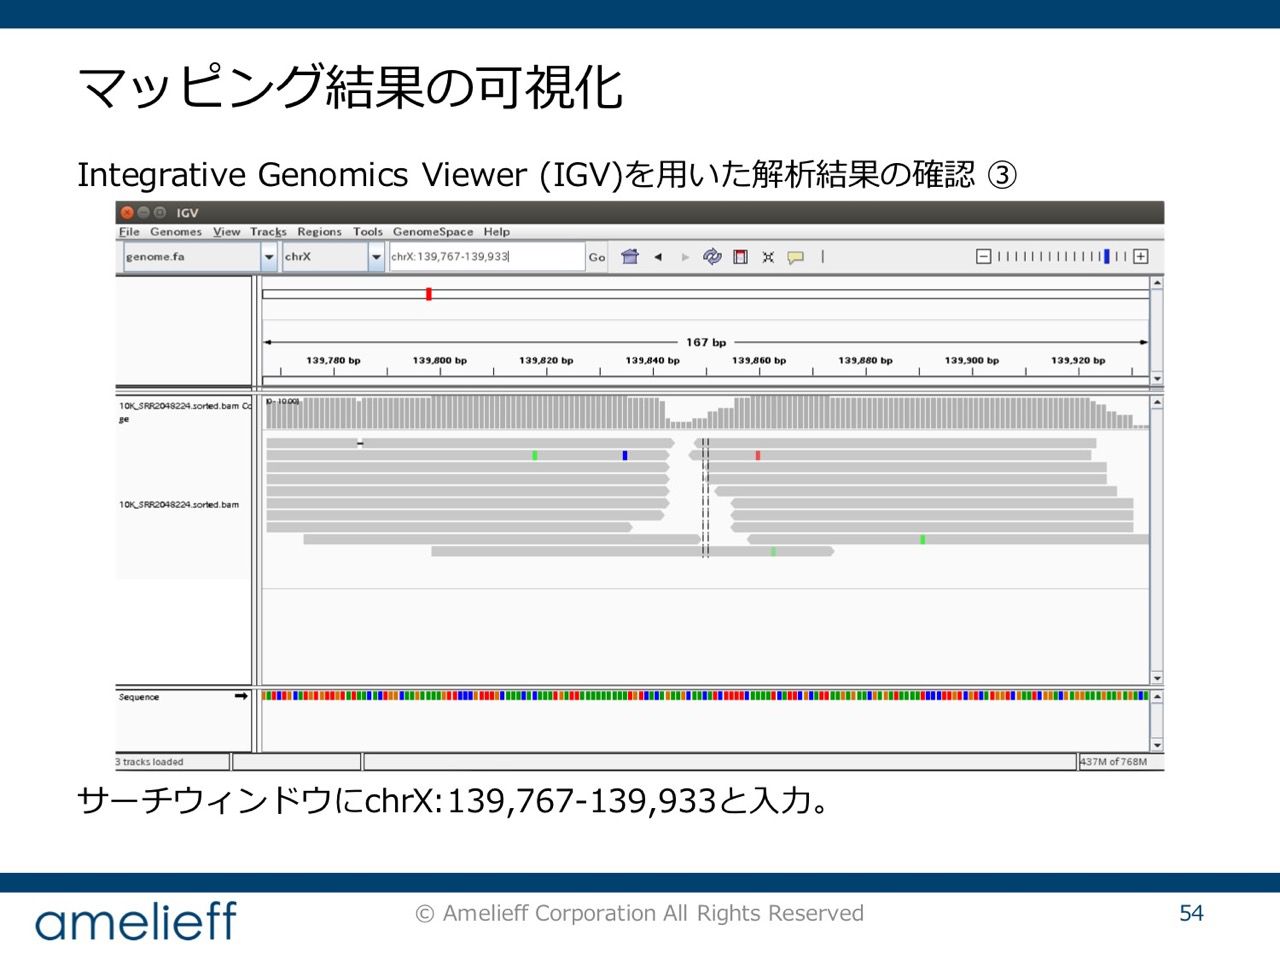 マッピング結果の可視化
Integrative Genomics Viewer (IGV)を用いた解析結果の確認 ③
IGV
File Genomes View Tracks Regions Tools GenomeSpace Help
genome.fa chrX chrX:139,767-139,933 Go
167 bp
139,780 bp 139,800 bp 139,820 bp 139,840 bp 139,860 bp 139,880 bp 139,900 bp 139,920 bp
10K_SRR2048224.sorted.bam Co
ge
[0 - 10.00]
10K_SRR2048224.sorted.bam
Sequence
3 tracks loaded
437M of 768M
サーチウィンドウにchrX:139,767-139,933と入力。
amelieff
© Amelieff Corporation All Rights Reserved
54